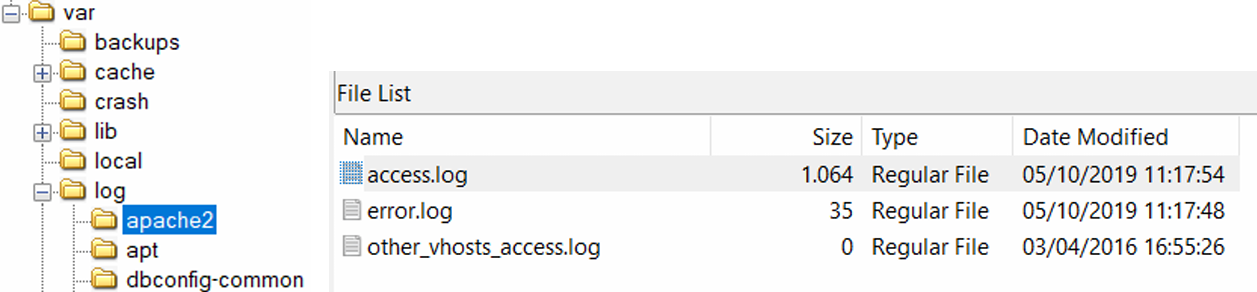 var
backups
cache
crash
lib
local
log
apache2
apt
dbconfig-common
File List
Name Size Type Date Modified
access.log 1.064 Regular File 05/10/2019 11:17:54
error.log 35 Regular File 05/10/2019 11:17:48
other_vhosts_access.log 0 Regular File 03/04/2016 16:55:26